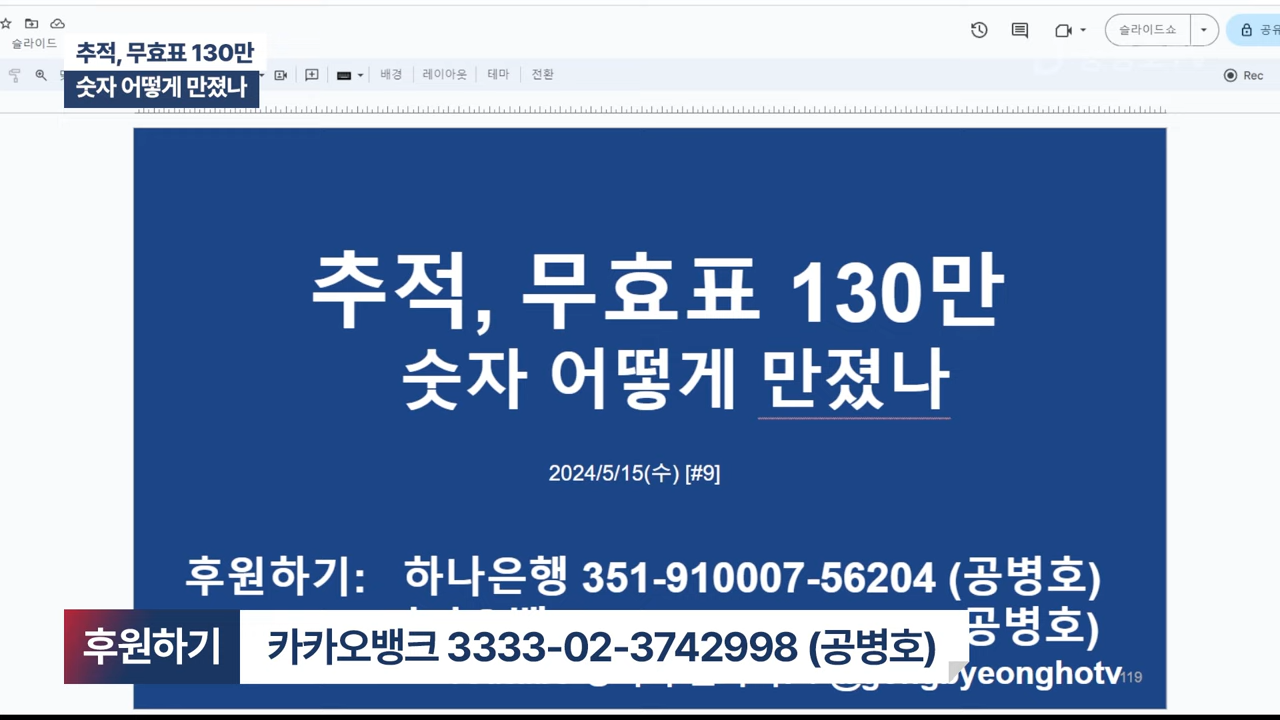 슬라이드
슬라이드쇼
공유
추적, 무효표 130만
숫자 어떻게 만졌나
배경
레이아웃
테마
전환
Rec
추적, 무효표 130만
숫자 어떻게 만졌나
2024/5/15(수) [#9]
후원하기: 하나은행 351-910007-56204 (공병호)
공병호)
후원하기
카카오뱅크 3333-02-3742998 (공병호)
119